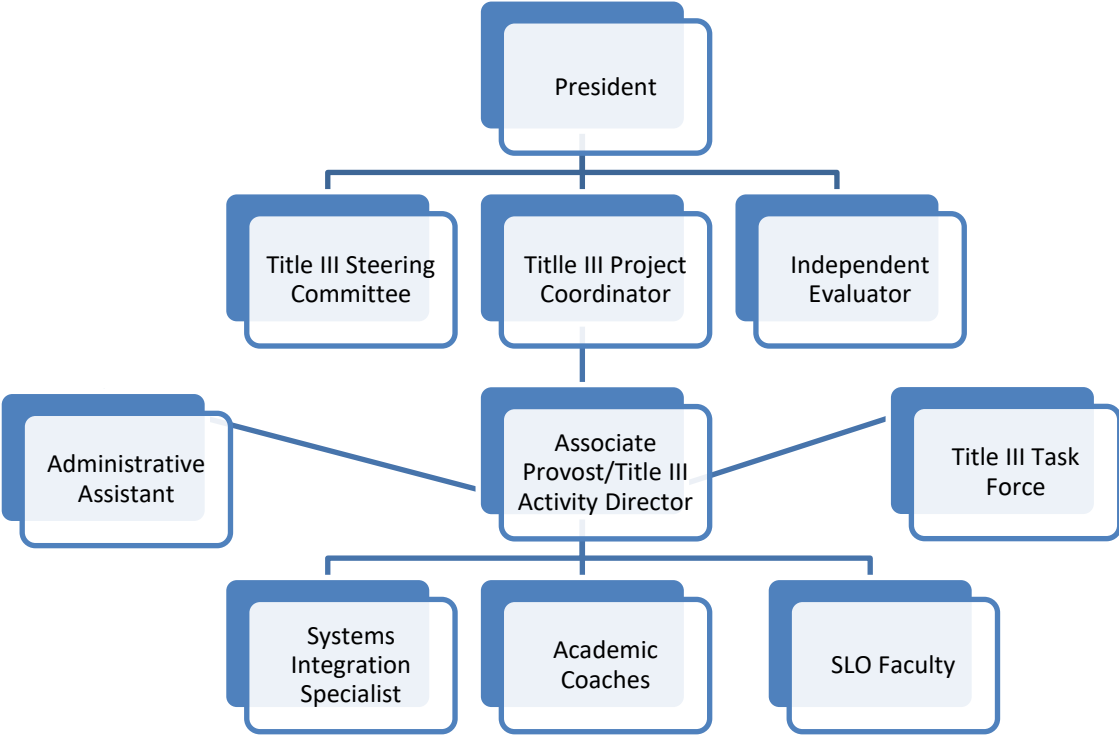 President
Title III Steering
Committee
Titlle III Project
Coordinator
Independent
Evaluator
Administrative
Assistant
Associate
Provost/Title III
Activity Director
Title III Task
Force
Systems
Integration
Specialist
Academic
Coaches
SLO Faculty